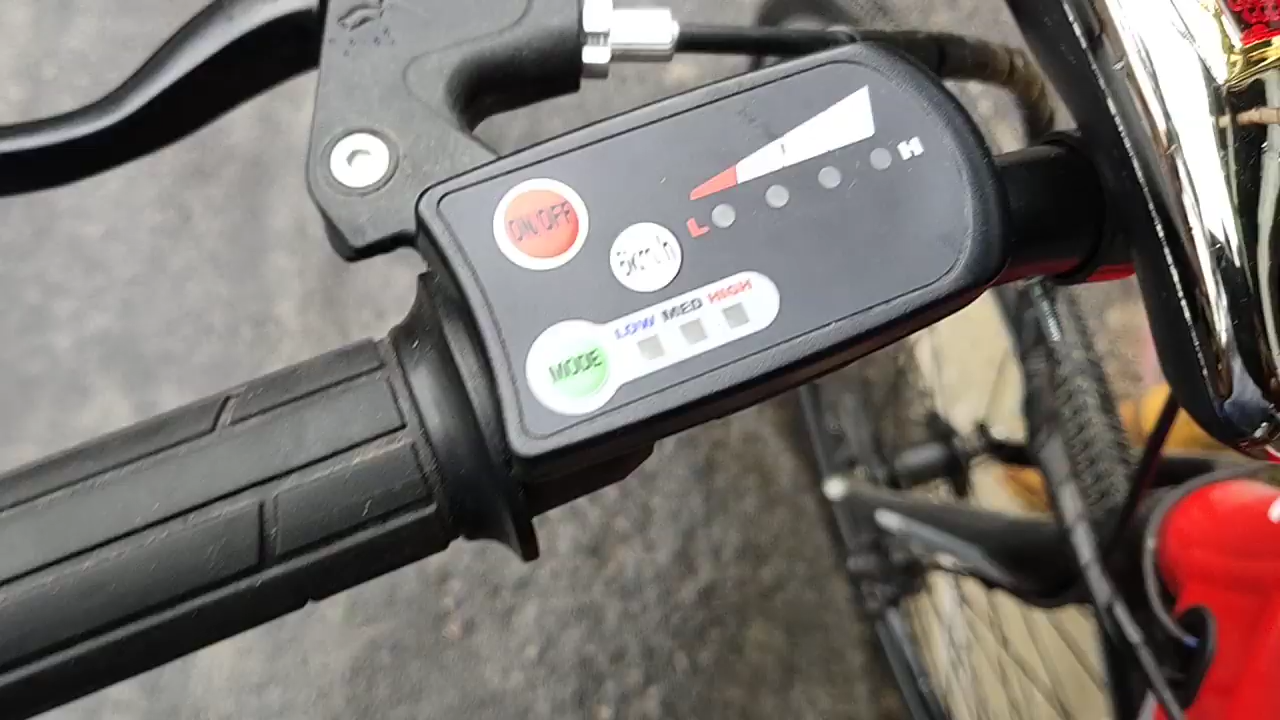 ON/OFF
H
L
6km/h
LOW MED HIGH
MODE